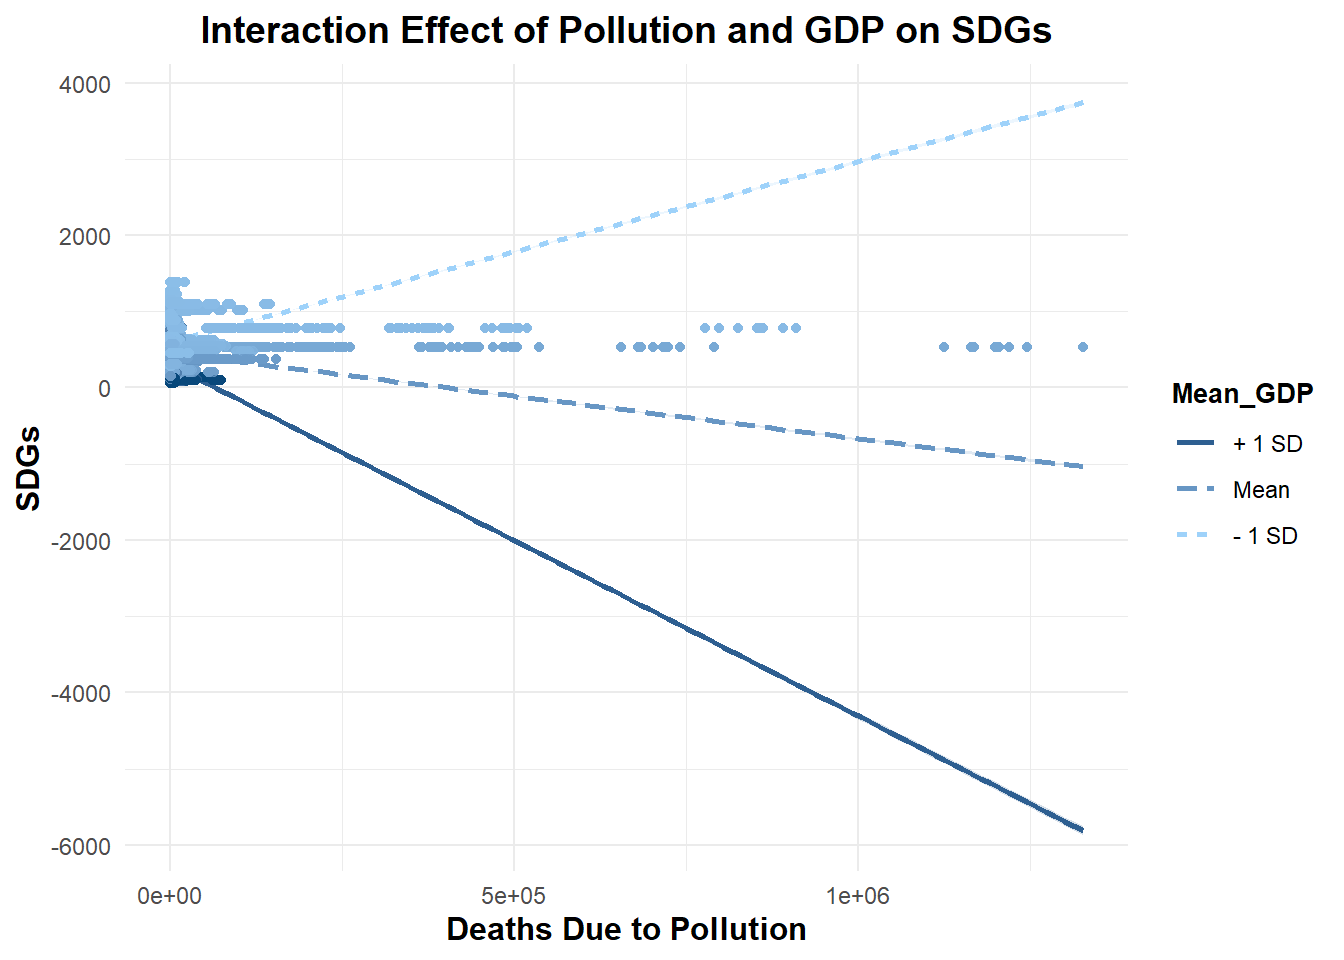 Interaction Effect of Pollution and GDP on SDGs
4000
2000
0
-2000
-4000
-6000
SDGs
0e+00
5e+05
1e+06
Deaths Due to Pollution
Mean_GDP
+ 1 SD
Mean
- 1 SD